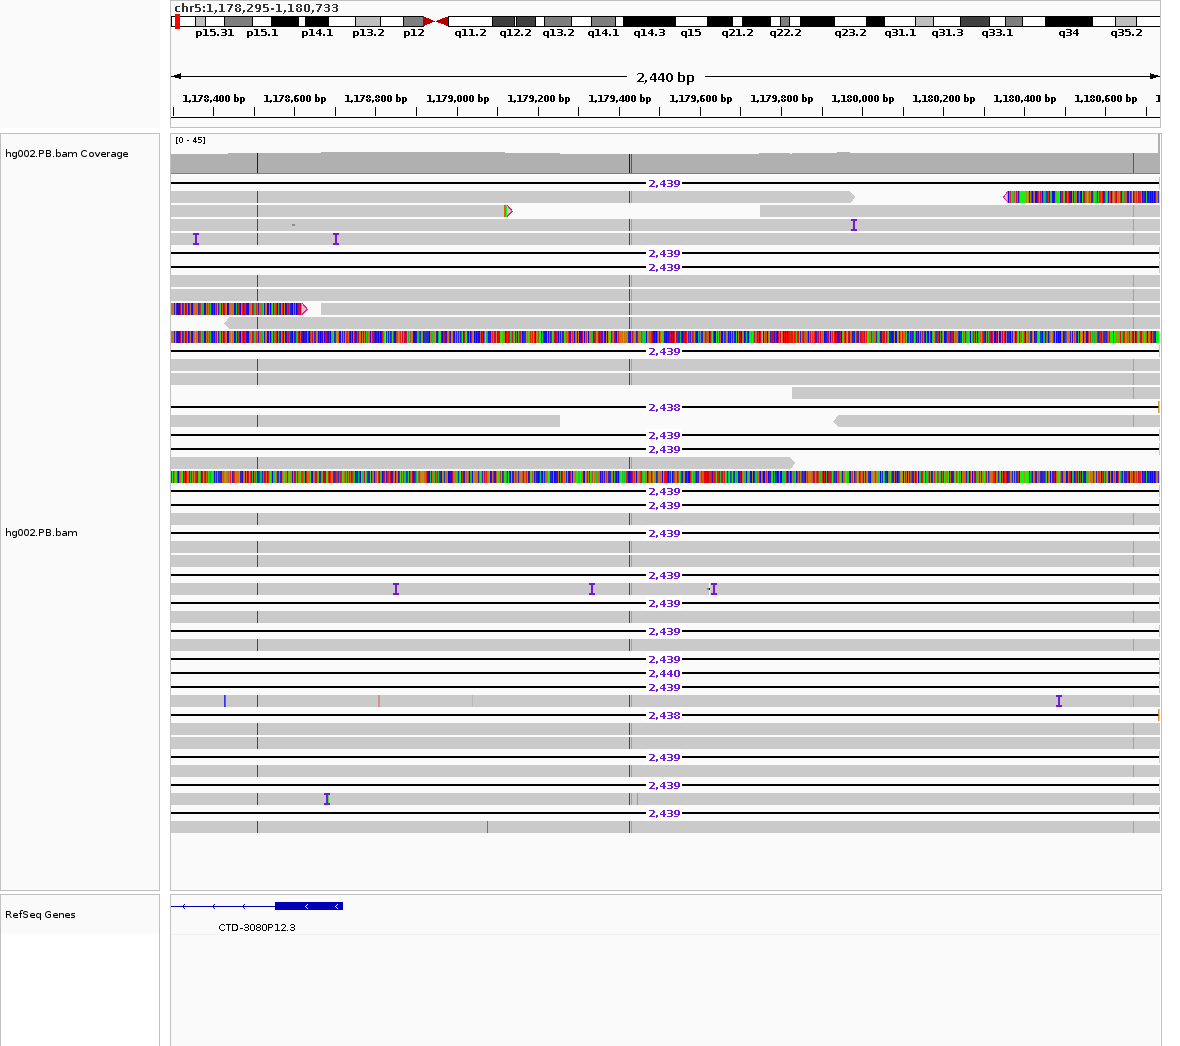 chr5:1,178,295-1,180,733
p15.31 p15.1 p14.1 p13.2 p12 q11.2 q12.2 q13.2 q14.1 q14.3 q15 q21.2 q22.2 q23.2 q31.1 q31.3 q33.1 q34 q35.2
2,440 bp
1,178,400 bp 1,178,600 bp 1,178,800 bp 1,179,000 bp 1,179,200 bp 1,179,400 bp 1,179,600 bp 1,179,800 bp 1,180,000 bp 1,180,200 bp 1,180,400 bp 1,180,600 bp 1
[0 - 45]
hg002.PB.bam Coverage
2,439
2,439
2,439
2,439
2,438
2,439
2,439
2,439
2,439
hg002.PB.bam
2,439
2,439
2,439
2,439
2,439
2,440
2,439
2,438
2,439
2,439
2,439
RefSeq Genes
CTD-3080P12.3